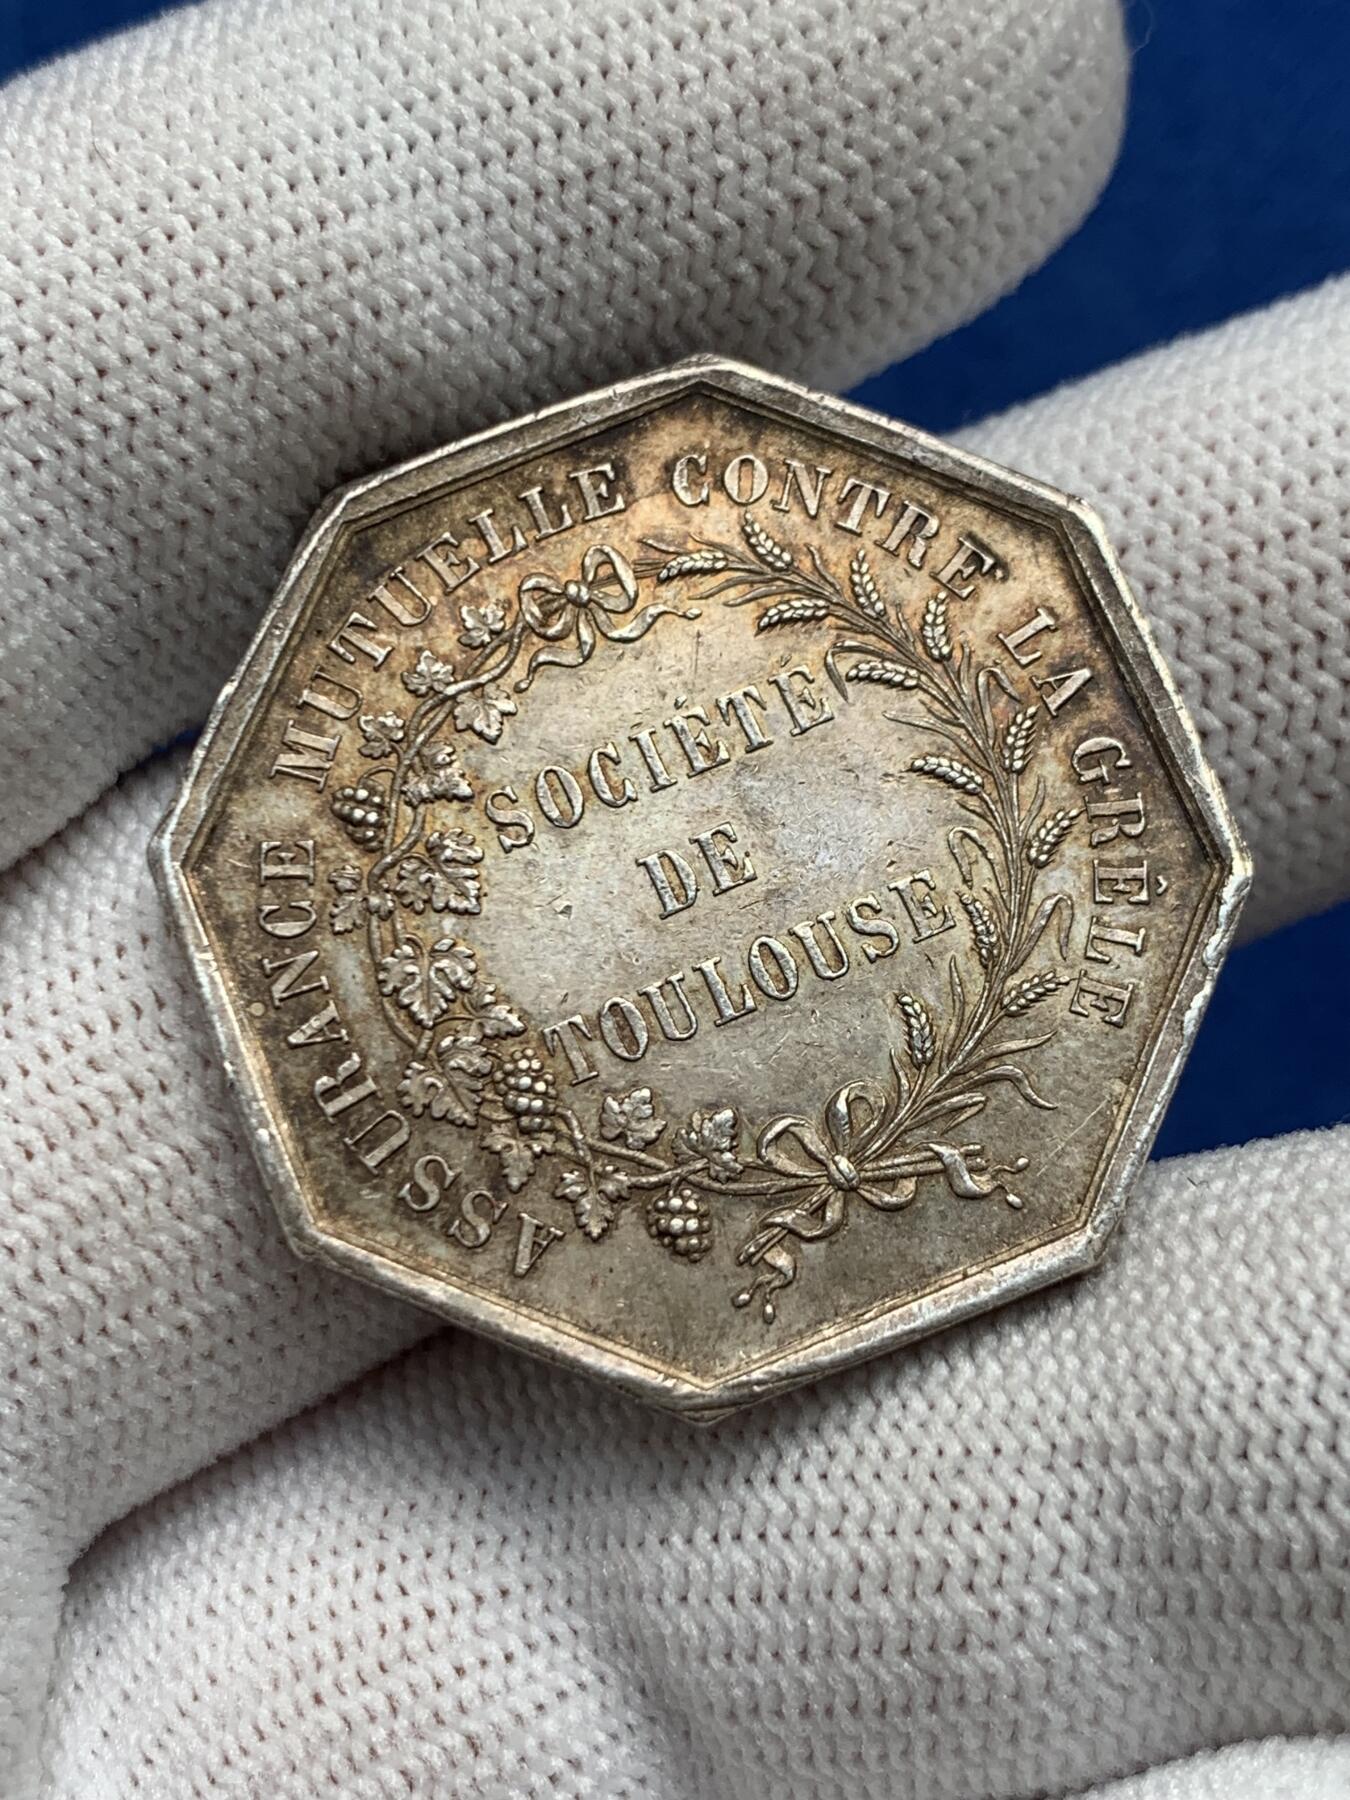 ASSURANCE MUTUELLE CONTRE LA GRÊLE
SOCIÉTÉ
DE
TOULOUSE